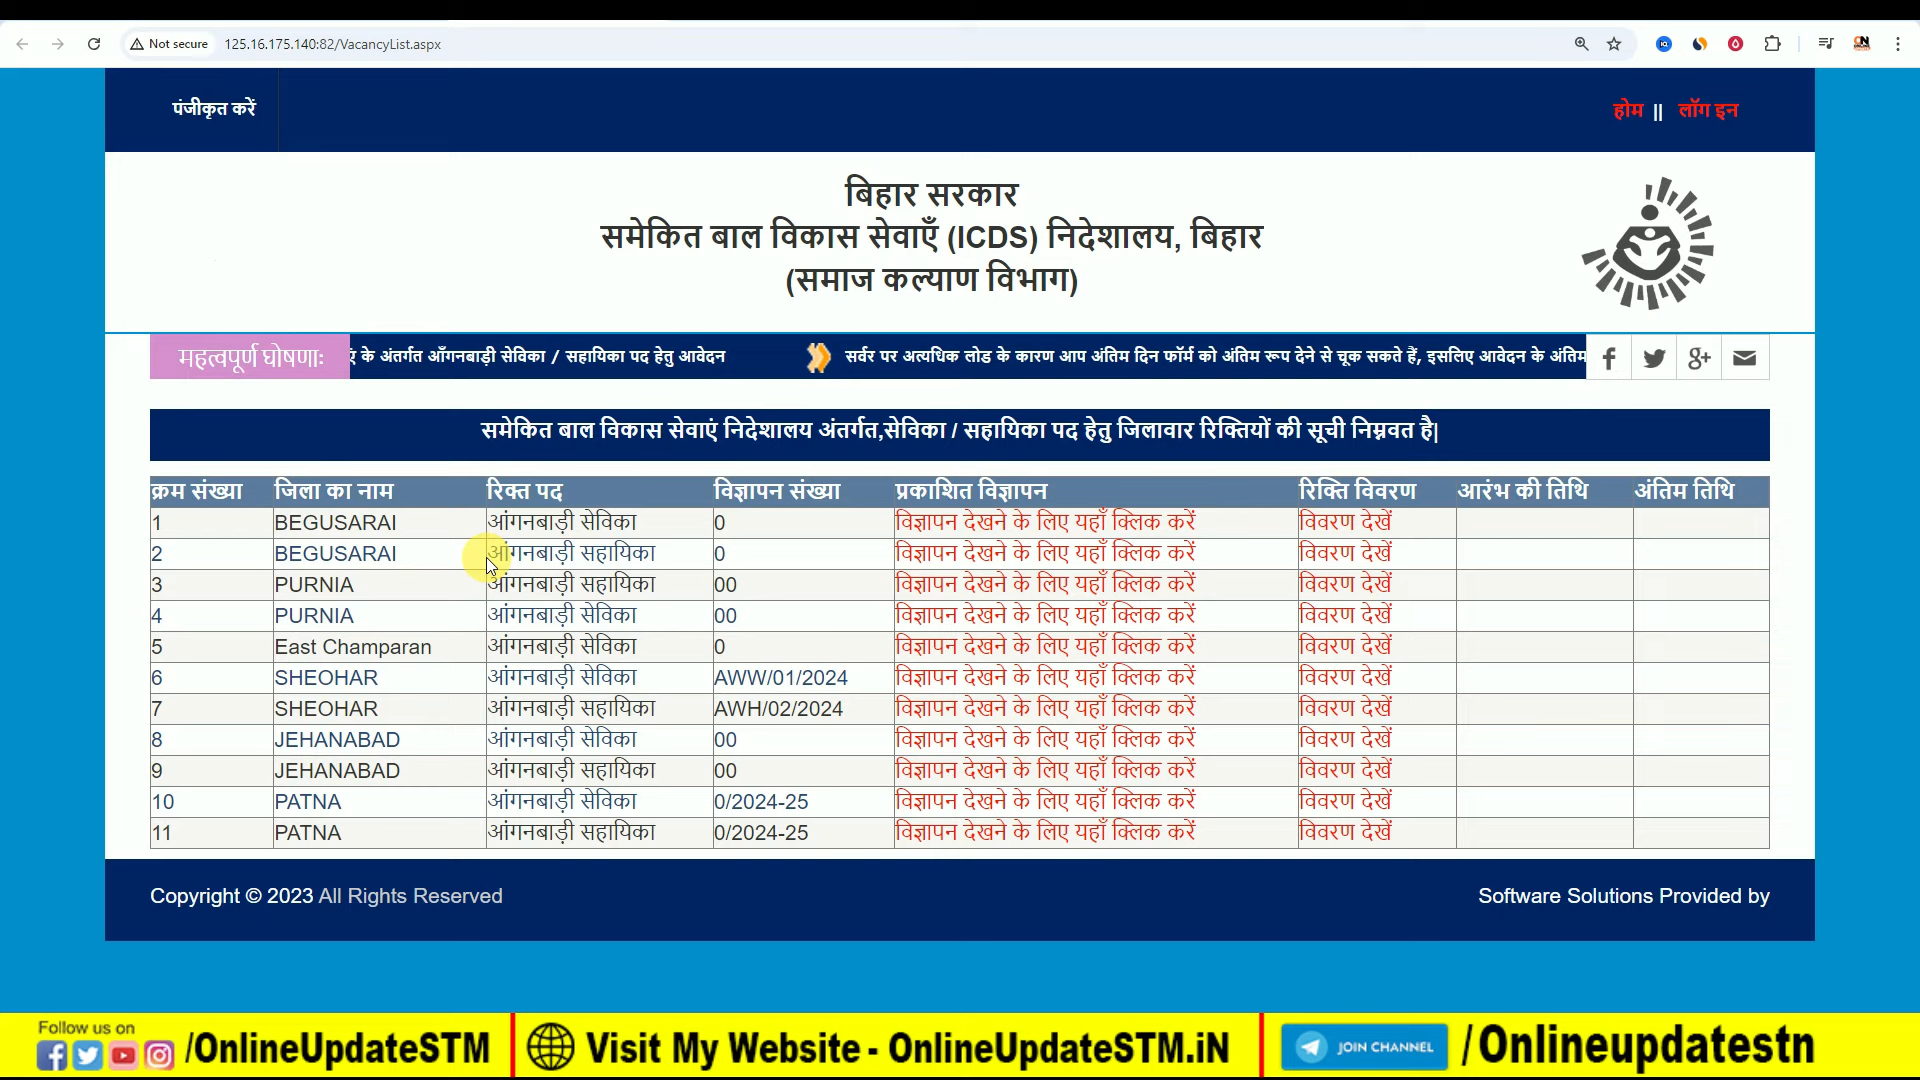 Not secure 125.16.175.140:82/VacancyList.aspx
पंजीकृत करें
होम || लॉग इन
बिहार सरकार
समेकित बाल विकास सेवाएँ (ICDS) निदेशालय, बिहार
(समाज कल्याण विभाग)
महत्वपूर्ण घोषणा:
के अंतर्गत आँगनबाड़ी सेविका / सहायिका पद हेतु आवेदन
सर्वर पर अत्यधिक लोड के कारण आप अंतिम दिन फॉर्म को अंतिम रूप देने से चूक सकते हैं, इसलिए आवेदन के अंतिम
समेकित बाल विकास सेवाएं निदेशालय अंतर्गत,सेविका / सहायिका पद हेतु जिलावार रिक्तियों की सूची निम्नवत है|
क्रम संख्या जिला का नाम रिक्त पद विज्ञापन संख्या प्रकाशित विज्ञापन रिक्ति विवरण आरंभ की तिथि अंतिम तिथि
1 BEGUSARAI आंगनबाड़ी सेविका 0 विज्ञापन देखने के लिए यहाँ क्लिक करें विवरण देखें
2 BEGUSARAI आंगनबाड़ी सहायिका 0 विज्ञापन देखने के लिए यहाँ क्लिक करें विवरण देखें
3 PURNIA आंगनबाड़ी सहायिका 00 विज्ञापन देखने के लिए यहाँ क्लिक करें विवरण देखें
4 PURNIA आंगनबाड़ी सेविका 00 विज्ञापन देखने के लिए यहाँ क्लिक करें विवरण देखें
5 East Champaran आंगनबाड़ी सेविका 0 विज्ञापन देखने के लिए यहाँ क्लिक करें विवरण देखें
6 SHEOHAR आंगनबाड़ी सेविका AWW/01/2024 विज्ञापन देखने के लिए यहाँ क्लिक करें विवरण देखें
7 SHEOHAR आंगनबाड़ी सहायिका AWH/02/2024 विज्ञापन देखने के लिए यहाँ क्लिक करें विवरण देखें
8 JEHANABAD आंगनबाड़ी सेविका 00 विज्ञापन देखने के लिए यहाँ क्लिक करें विवरण देखें
9 JEHANABAD आंगनबाड़ी सहायिका 00 विज्ञापन देखने के लिए यहाँ क्लिक करें विवरण देखें
10 PATNA आंगनबाड़ी सेविका 0/2024-25 विज्ञापन देखने के लिए यहाँ क्लिक करें विवरण देखें
11 PATNA आंगनबाड़ी सहायिका 0/2024-25 विज्ञापन देखने के लिए यहाँ क्लिक करें विवरण देखें
Copyright © 2023 All Rights Reserved
Software Solutions Provided by
Follow us on
/OnlineUpdateSTM
Visit My Website - OnlineUpdateSTM.iN
JOIN CHANNEL
/Onlineupdatestn